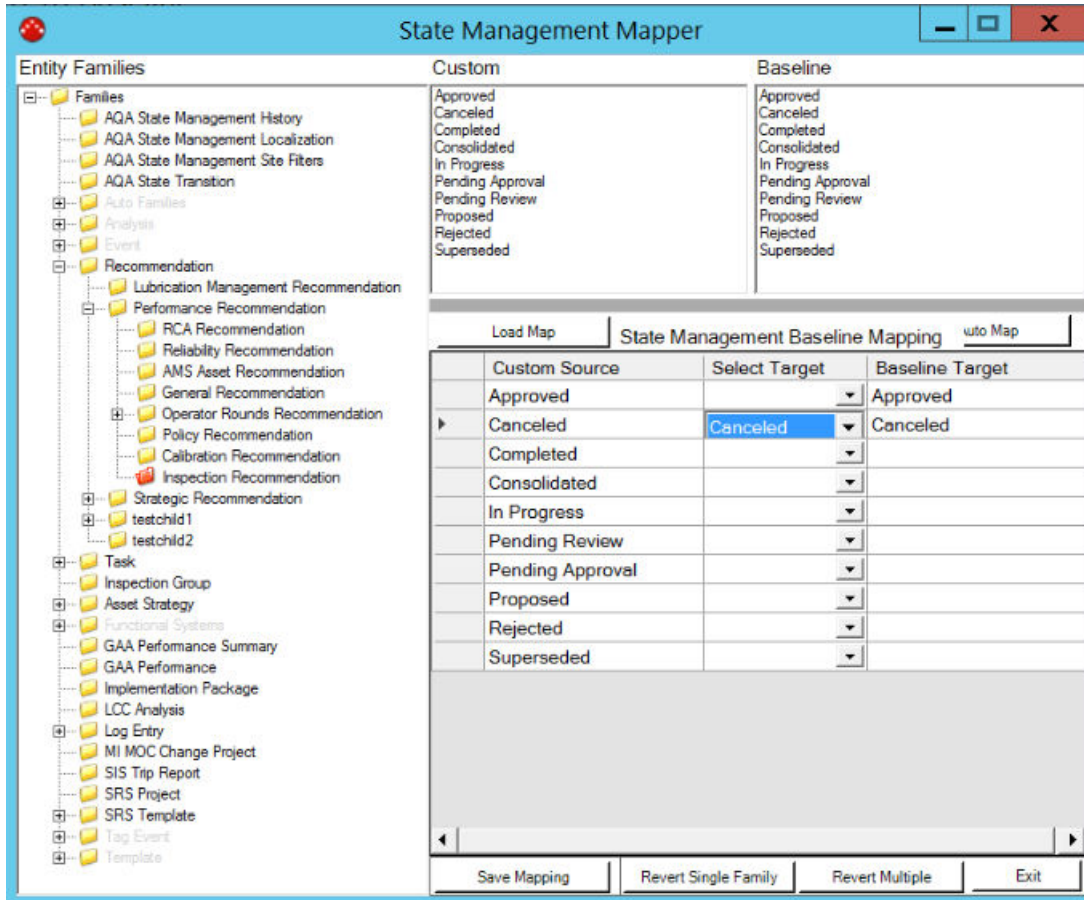 State Management Mapper
Entity Families
Families
AQA State Management History
AQA State Management Localization
AQA State Management Site Filters
AQA State Transition
Auto Families
Analysis
Event
Recommendation
Lubrication Management Recommendation
Performance Recommendation
RCA Recommendation
Reliability Recommendation
AMS Asset Recommendation
General Recommendation
Operator Rounds Recommendation
Policy Recommendation
Calibration Recommendation
Inspection Recommendation
Strategic Recommendation
testchild1
testchild2
Task
Inspection Group
Asset Strategy
Functional Systems
GAA Performance Summary
GAA Performance
Implementation Package
LCC Analysis
Log Entry
MI MOC Change Project
SIS Trip Report
SRS Project
SRS Template
Tag Event
Template
Custom
Approved
Canceled
Completed
Consolidated
In Progress
Pending Approval
Pending Review
Proposed
Rejected
Superseded
Baseline
Approved
Canceled
Completed
Consolidated
In Progress
Pending Approval
Pending Review
Proposed
Rejected
Superseded
Load Map State Management Baseline Mapping uto Map
Custom Source Select Target Baseline Target
Approved Approved
Canceled Canceled Canceled
Completed
Consolidated
In Progress
Pending Review
Pending Approval
Proposed
Rejected
Superseded
Save Mapping Revert Single Family Revert Multiple Exit